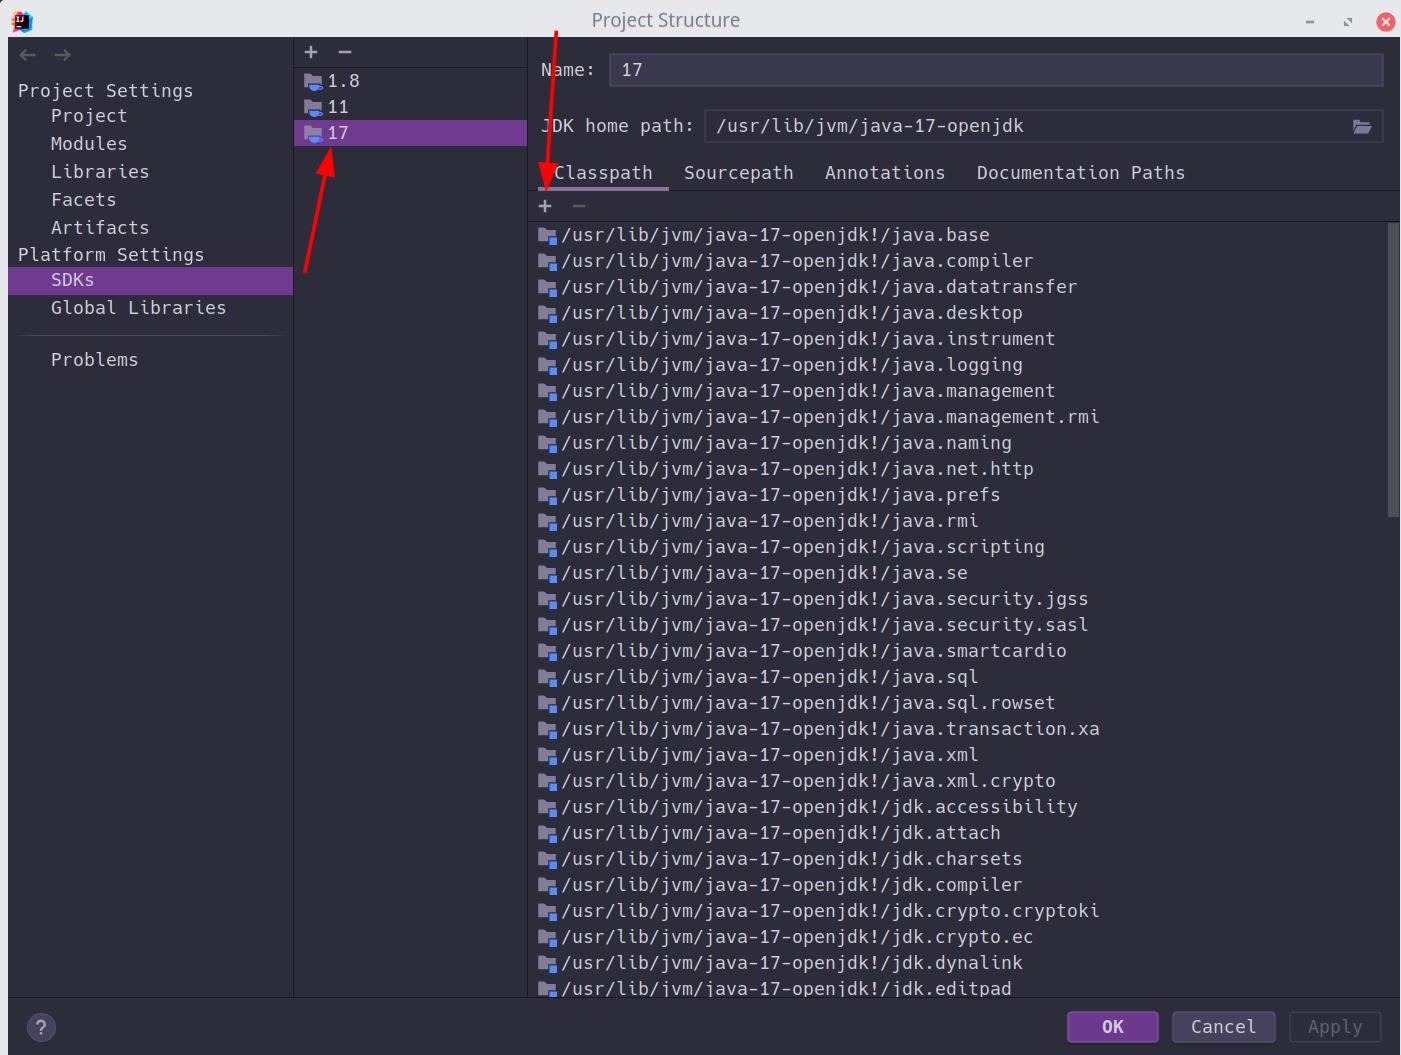 Project Structure
Project Settings
Project
Modules
Libraries
Facets
Artifacts
Platform Settings
SDKs
Global Libraries
Problems
1.8
11
17
Name: 17
JDK home path: /usr/lib/jvm/java-17-openjdk
Classpath Sourcepath Annotations Documentation Paths
/usr/lib/jvm/java-17-openjdk!/java.base
/usr/lib/jvm/java-17-openjdk!/java.compiler
/usr/lib/jvm/java-17-openjdk!/java.datatransfer
/usr/lib/jvm/java-17-openjdk!/java.desktop
/usr/lib/jvm/java-17-openjdk!/java.instrument
/usr/lib/jvm/java-17-openjdk!/java.logging
/usr/lib/jvm/java-17-openjdk!/java.management
/usr/lib/jvm/java-17-openjdk!/java.management.rmi
/usr/lib/jvm/java-17-openjdk!/java.naming
/usr/lib/jvm/java-17-openjdk!/java.net.http
/usr/lib/jvm/java-17-openjdk!/java.prefs
/usr/lib/jvm/java-17-openjdk!/java.rmi
/usr/lib/jvm/java-17-openjdk!/java.scripting
/usr/lib/jvm/java-17-openjdk!/java.se
/usr/lib/jvm/java-17-openjdk!/java.security.jgss
/usr/lib/jvm/java-17-openjdk!/java.security.sasl
/usr/lib/jvm/java-17-openjdk!/java.smartcardio
/usr/lib/jvm/java-17-openjdk!/java.sql
/usr/lib/jvm/java-17-openjdk!/java.sql.rowset
/usr/lib/jvm/java-17-openjdk!/java.transaction.xa
/usr/lib/jvm/java-17-openjdk!/java.xml
/usr/lib/jvm/java-17-openjdk!/java.xml.crypto
/usr/lib/jvm/java-17-openjdk!/jdk.accessibility
/usr/lib/jvm/java-17-openjdk!/jdk.attach
/usr/lib/jvm/java-17-openjdk!/jdk.charsets
/usr/lib/jvm/java-17-openjdk!/jdk.compiler
/usr/lib/jvm/java-17-openjdk!/jdk.crypto.cryptoki
/usr/lib/jvm/java-17-openjdk!/jdk.crypto.ec
/usr/lib/jvm/java-17-openjdk!/jdk.dynalink
/usr/lib/jvm/java-17-openjdk!/jdk.editpad
? OK Cancel Apply